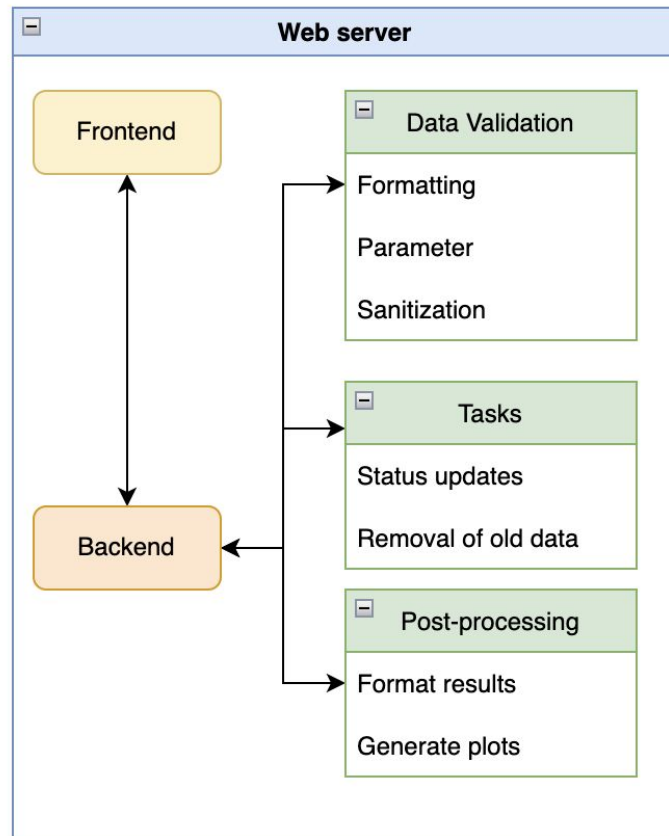 Web server
Frontend
Backend
Data Validation
Formatting
Parameter
Sanitization
Tasks
Status updates
Removal of old data
Post-processing
Format results
Generate plots